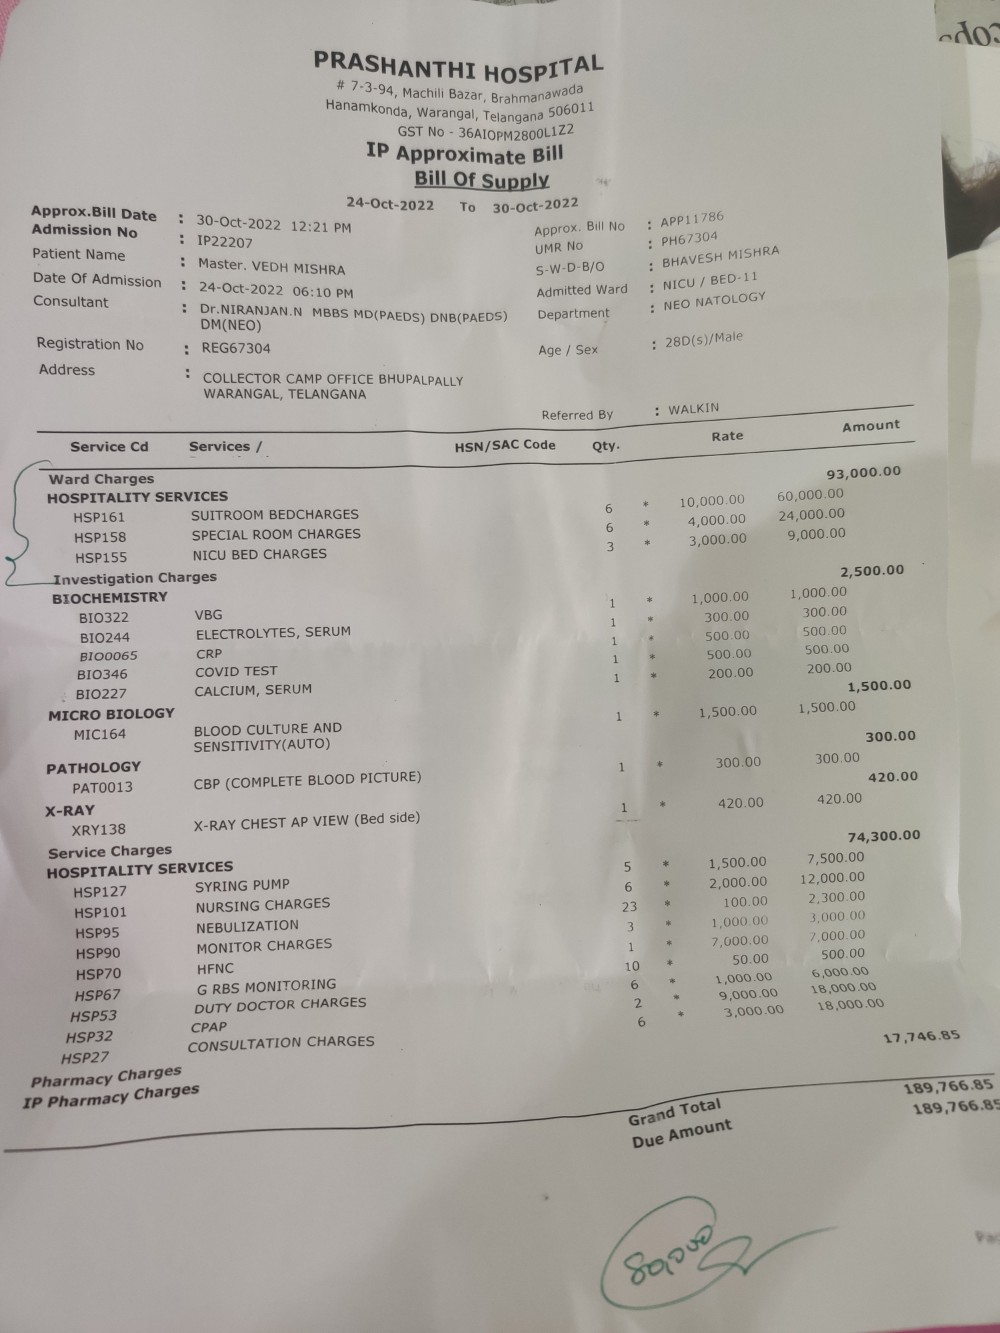 PRASHANTHI HOSPITAL
# 7-3-94, Machili Bazar, Brahmanawada
Hanamkonda, Warangal, Telangana 506011
GST No - 36AIOPM2800L1Z2
IP Approximate Bill
Bill Of Supply
24-Oct-2022 To 30-Oct-2022
Approx.Bill Date : 30-Oct-2022 12:21 PM Approx. Bill No : APP11786
Admission No : IP22207 UMR No : PH67304
Patient Name : Master. VEDH MISHRA S-W-D-B/O : BHAVESH MISHRA
Date Of Admission : 24-Oct-2022 06:10 PM Admitted Ward : NICU / BED-11
Consultant : Dr.NIRANJAN.N MBBS MD(PAEDS) DNB(PAEDS) Department : NEO NATOLOGY
DM(NEO)
Registration No : REG67304 Age / Sex : 28D(s)/Male
Address : COLLECTOR CAMP OFFICE BHUPALPALLY
WARANGAL, TELANGANA
Referred By : WALKIN
Service Cd Services / HSN/SAC Code Qty. Rate Amount
Ward Charges 93,000.00
HOSPITALITY SERVICES
HSP161 SUITROOM BEDCHARGES 6 * 10,000.00 60,000.00
HSP158 SPECIAL ROOM CHARGES 6 * 4,000.00 24,000.00
HSP155 NICU BED CHARGES 3 * 3,000.00 9,000.00
Investigation Charges
BIOCHEMISTRY 2,500.00
BIO322 VBG 1 * 1,000.00 1,000.00
BIO244 ELECTROLYTES, SERUM 1 * 300.00 300.00
BIO0065 CRP 1 * 500.00 500.00
BIO346 COVID TEST 1 * 500.00 500.00
BIO227 CALCIUM, SERUM 1 * 200.00 200.00
MICRO BIOLOGY 1,500.00
MIC164 BLOOD CULTURE AND 1 * 1,500.00 1,500.00
SENSITIVITY(AUTO)
PATHOLOGY 300.00
PAT0013 CBP (COMPLETE BLOOD PICTURE) 1 * 300.00 300.00
X-RAY 420.00
XRY138 X-RAY CHEST AP VIEW (Bed side) 1 * 420.00 420.00
Service Charges
HOSPITALITY SERVICES 74,300.00
HSP127 SYRING PUMP 5 * 1,500.00 7,500.00
HSP101 NURSING CHARGES 6 * 2,000.00 12,000.00
HSP95 NEBULIZATION 23 * 100.00 2,300.00
HSP90 MONITOR CHARGES 3 * 1,000.00 3,000.00
HSP70 HFNC 1 * 7,000.00 7,000.00
HSP67 G RBS MONITORING 10 * 50.00 500.00
HSP53 DUTY DOCTOR CHARGES 6 * 1,000.00 6,000.00
HSP32 CPAP 2 * 9,000.00 18,000.00
HSP27 CONSULTATION CHARGES 6 * 3,000.00 18,000.00
Pharmacy Charges
IP Pharmacy Charges 17,746.85
Grand Total 189,766.85
Due Amount 189,766.85